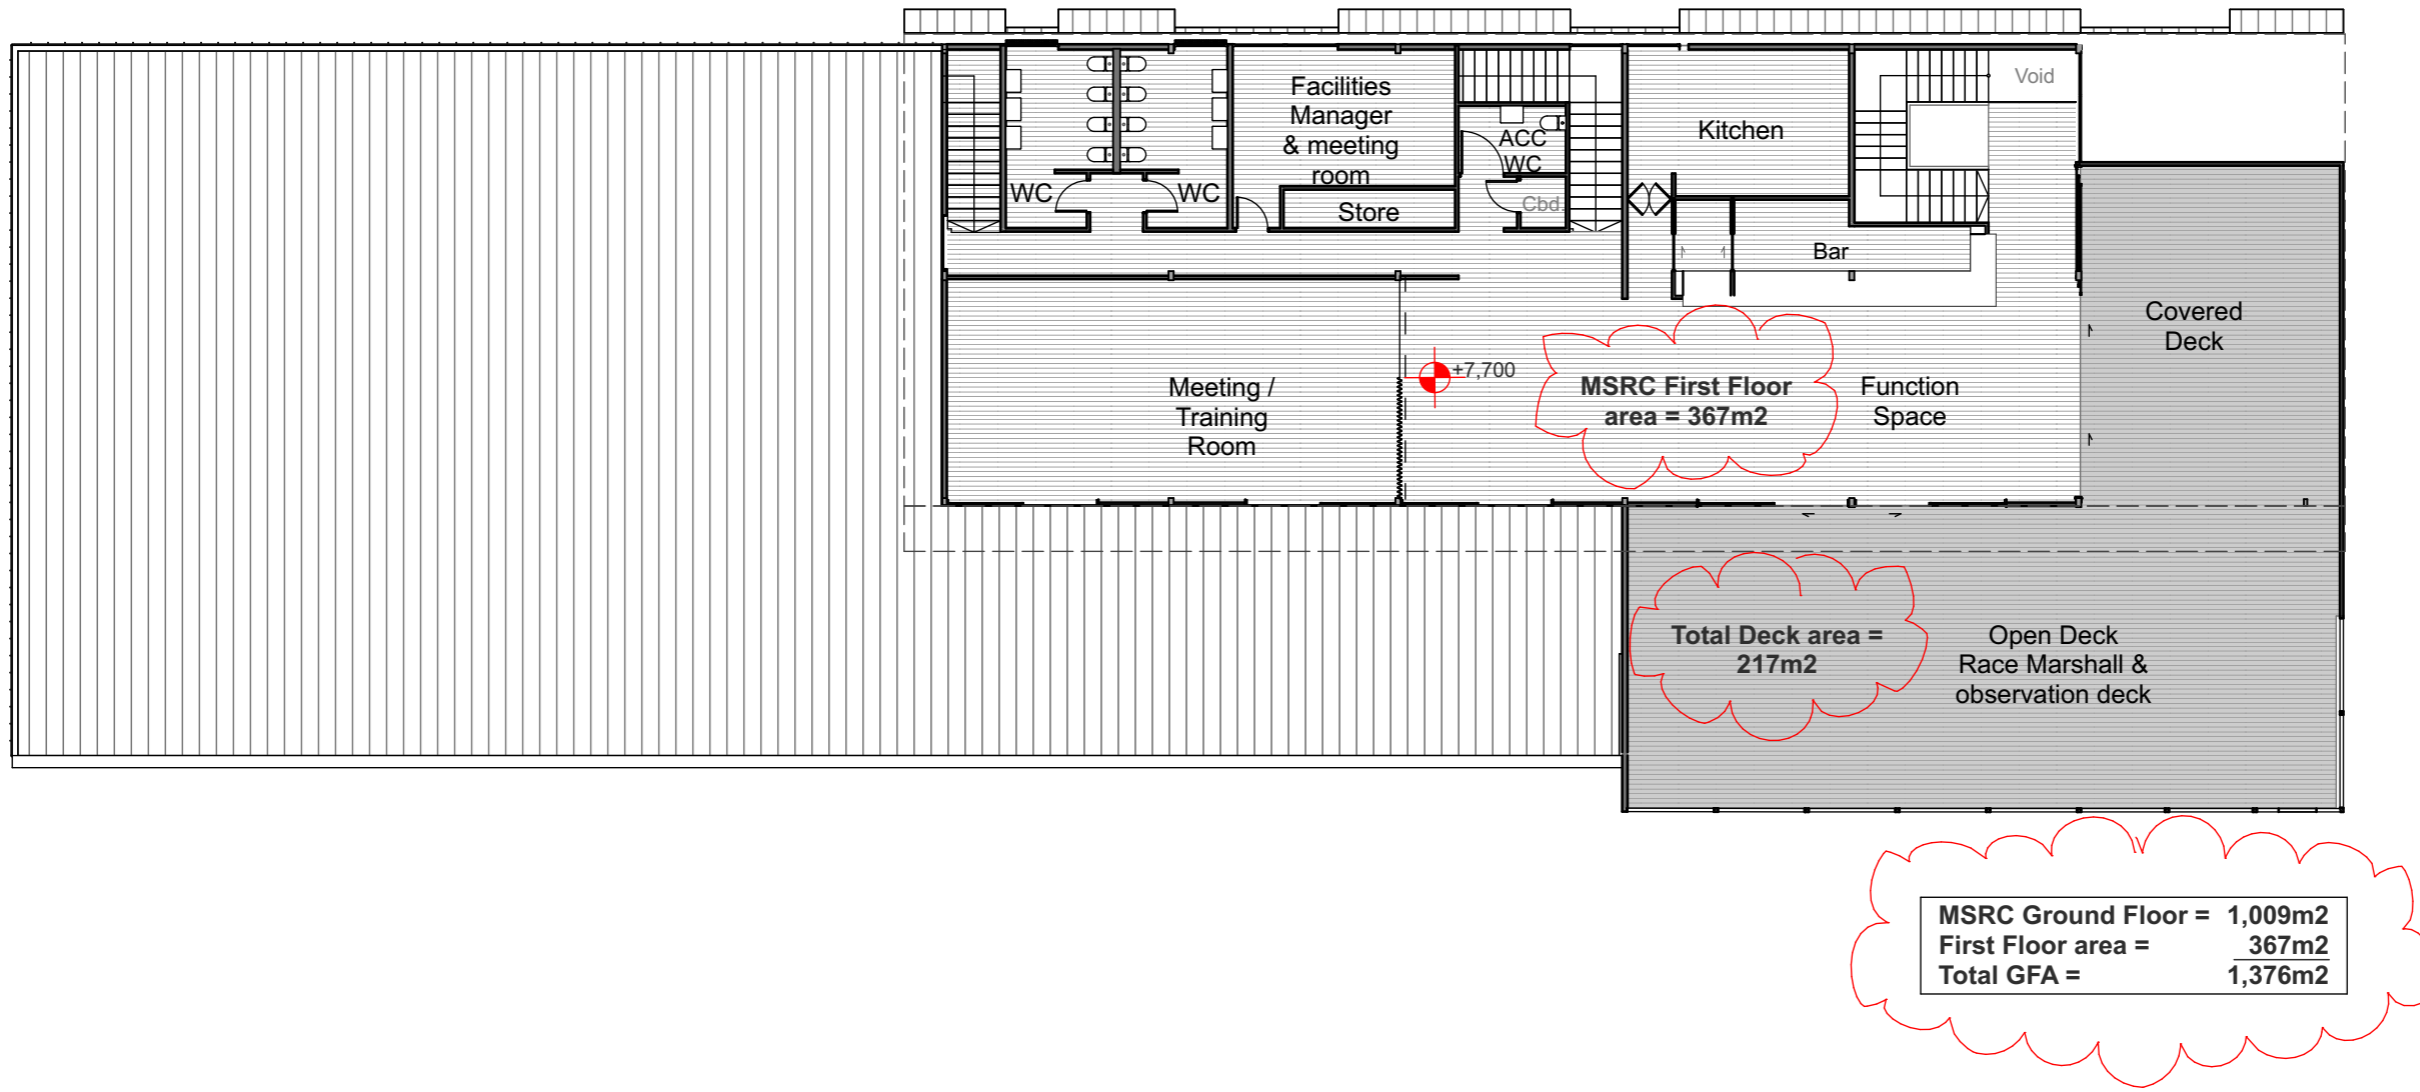 Void
Facilities
Manager
& meeting
room
Kitchen
ACC
WC
WC
WC
Cbd.
Store
Bar
Covered
Deck
+7,700
Meeting /
Training
Room
MSRC First Floor
area = 367m2
Function
Space
Total Deck area =
217m2
Open Deck
Race Marshall &
observation deck
MSRC Ground Floor = 1,009m2
First Floor area = 367m2
Total GFA = 1,376m2